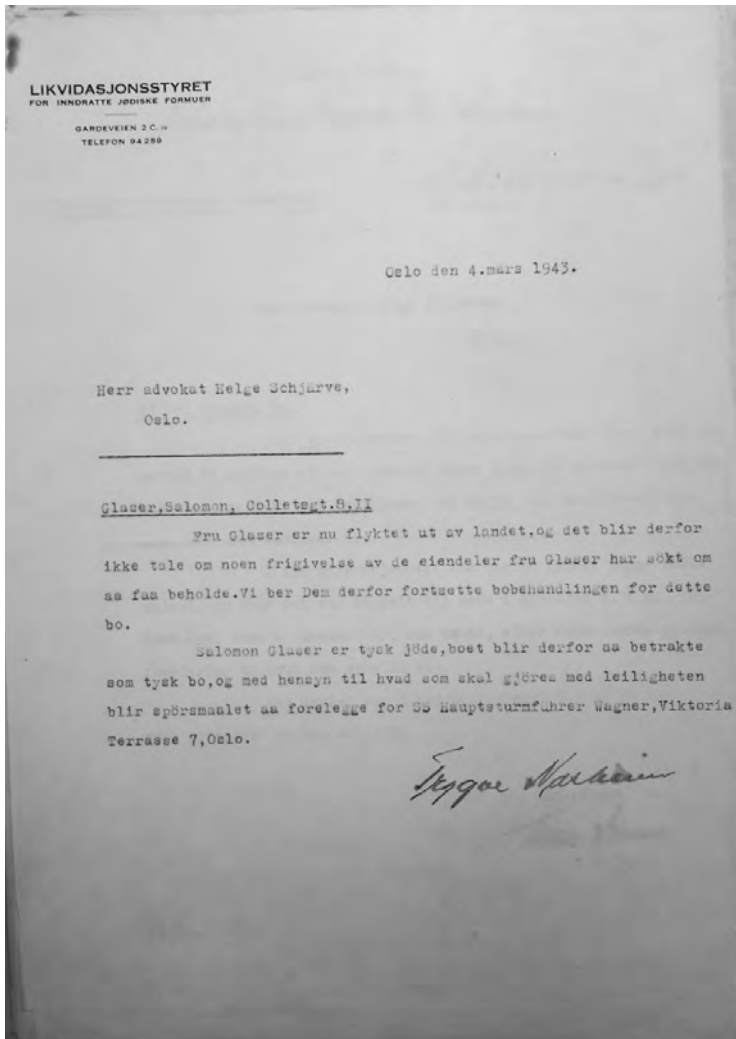 LIKVIDASJONSSTYRET
FOR INNDRATTE JØDISKE FORMUER
GARDEVEIEN 2 C.
TELEFON 94259
Oslo den 4.mars 1943.
Herr advokat Helge Schjärve,
Oslo.
Glaser,Salomon, Colletsgt.8.II
Fru Glaser er nu flyktet ut av landet,og det blir derfor
ikke tale om noen frigivelse av de eiendeler fru Glaser har sökt om
aa faa beholde.Vi ber Dem derfor fortsette bobehandlingen for dette
bo.
Salomon Glaser er tysk jöde,boet blir derfor aa betrakte
som tysk bo,og med hensyn til hvad som skal gjöres med leiligheten
blir spörsmaalet aa forelegge for SS Hauptsturmführer Wagner,Viktoria
Terrasse 7,Oslo.
Trygve